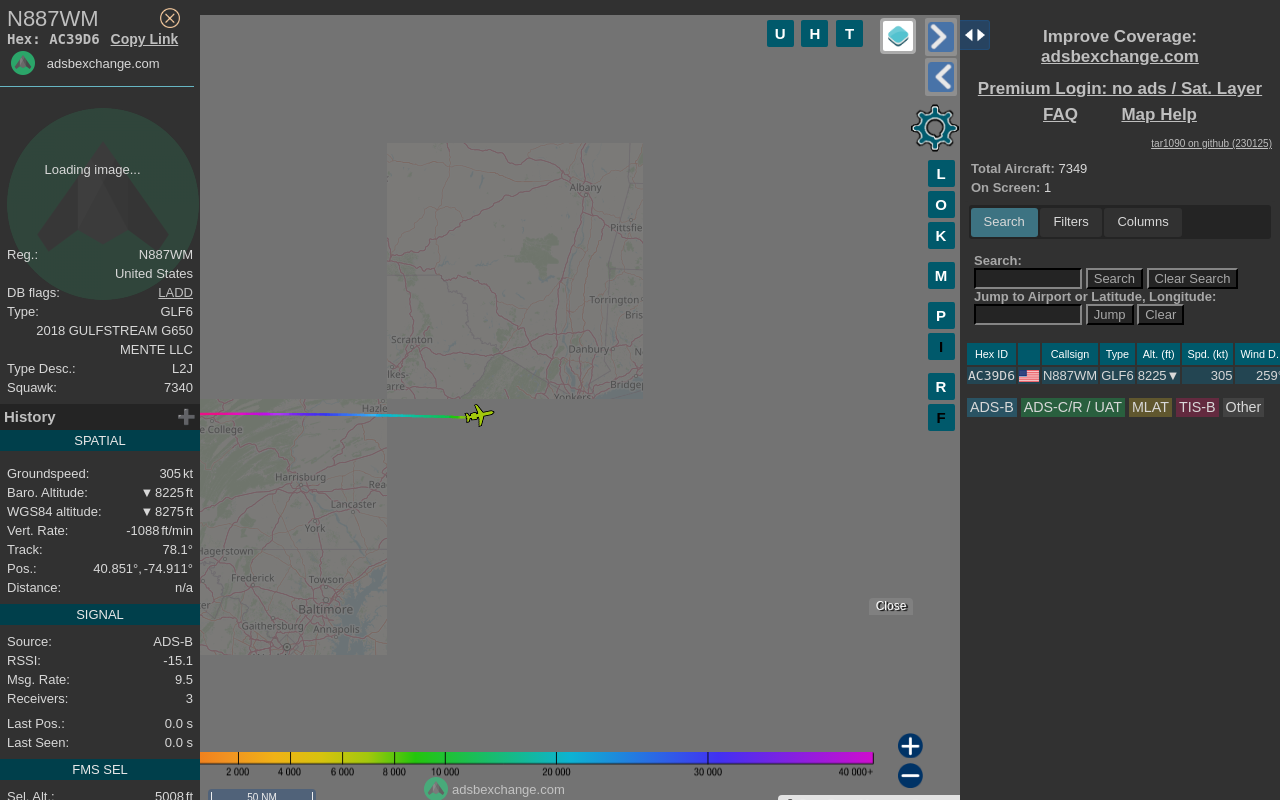 N887WM
Hex: AC39D6 Copy Link
adsbexchange.com
Loading image...
Reg.: N887WM
United States
DB flags: LADD
Type: GLF6
2018 GULFSTREAM G650
MENTE LLC
Type Desc.: L2J
Squawk: 7340
History
SPATIAL
Groundspeed: 305 kt
Baro. Altitude: ▼ 8225 ft
WGS84 altitude: ▼ 8275 ft
Vert. Rate: -1088 ft/min
Track: 78.1°
Pos.: 40.851°, -74.911°
Distance: n/a
SIGNAL
Source: ADS-B
RSSI: -15.1
Msg. Rate: 9.5
Receivers: 3
Last Pos.: 0.0 s
Last Seen: 0.0 s
FMS SEL
Sel. Alt.: 5008 ft
U H T
L
O
K
M
P
I
R
F
Albany
Pittsfie
Torrington
Bris
Scranton
Danbury
N
lkes-
arre
Bridgep
Yonkers
Hazle
e College
Harrisburg
Rea
Lancaster
York
Hagerstown
Frederick
Towson
Baltimore
Gaithersburg
Annapolis
Close
2 000 4 000 6 000 8 000 10 000 20 000 30 000 40 000+
adsbexchange.com
50 NM
Improve Coverage:
adsbexchange.com
Premium Login: no ads / Sat. Layer
FAQ Map Help
tar1090 on github (230125)
Total Aircraft: 7349
On Screen: 1
Search Filters Columns
Search:
Search Clear Search
Jump to Airport or Latitude, Longitude:
Jump Clear
Hex ID Callsign Type Alt. (ft) Spd. (kt) Wind D.
AC39D6 N887WM GLF6 8225▼ 305 259°
ADS-B ADS-C/R / UAT MLAT TIS-B Other